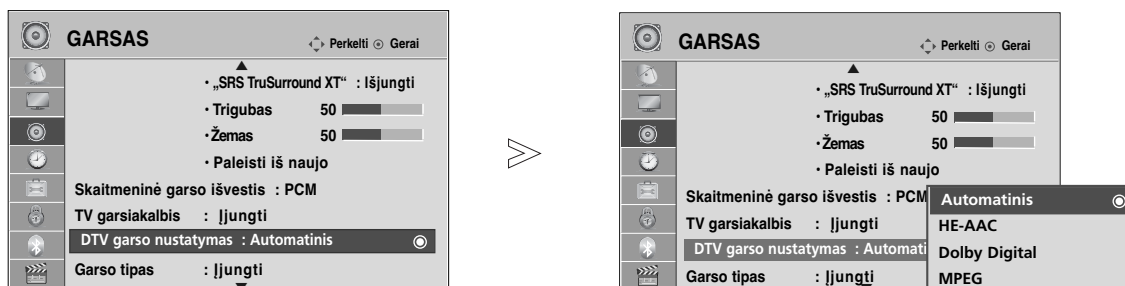 GARSAS
Perkelti Gerai
• „SRS TruSurround XT“ : Išjungti
• Trigubas 50
• Žemas 50
• Paleisti iš naujo
Skaitmeninė garso išvestis : PCM
TV garsiakalbis : Įjungti
DTV garso nustatymas : Automatinis
Garso tipas : Įjungti
GARSAS
Perkelti Gerai
• „SRS TruSurround XT“ : Išjungti
• Trigubas 50
• Žemas 50
• Paleisti iš naujo
Skaitmeninė garso išvestis : PCM
TV garsiakalbis : Įjungti
DTV garso nustatymas : Automati
Garso tipas : Įjungti
Automatinis
HE-AAC
Dolby Digital
MPEG